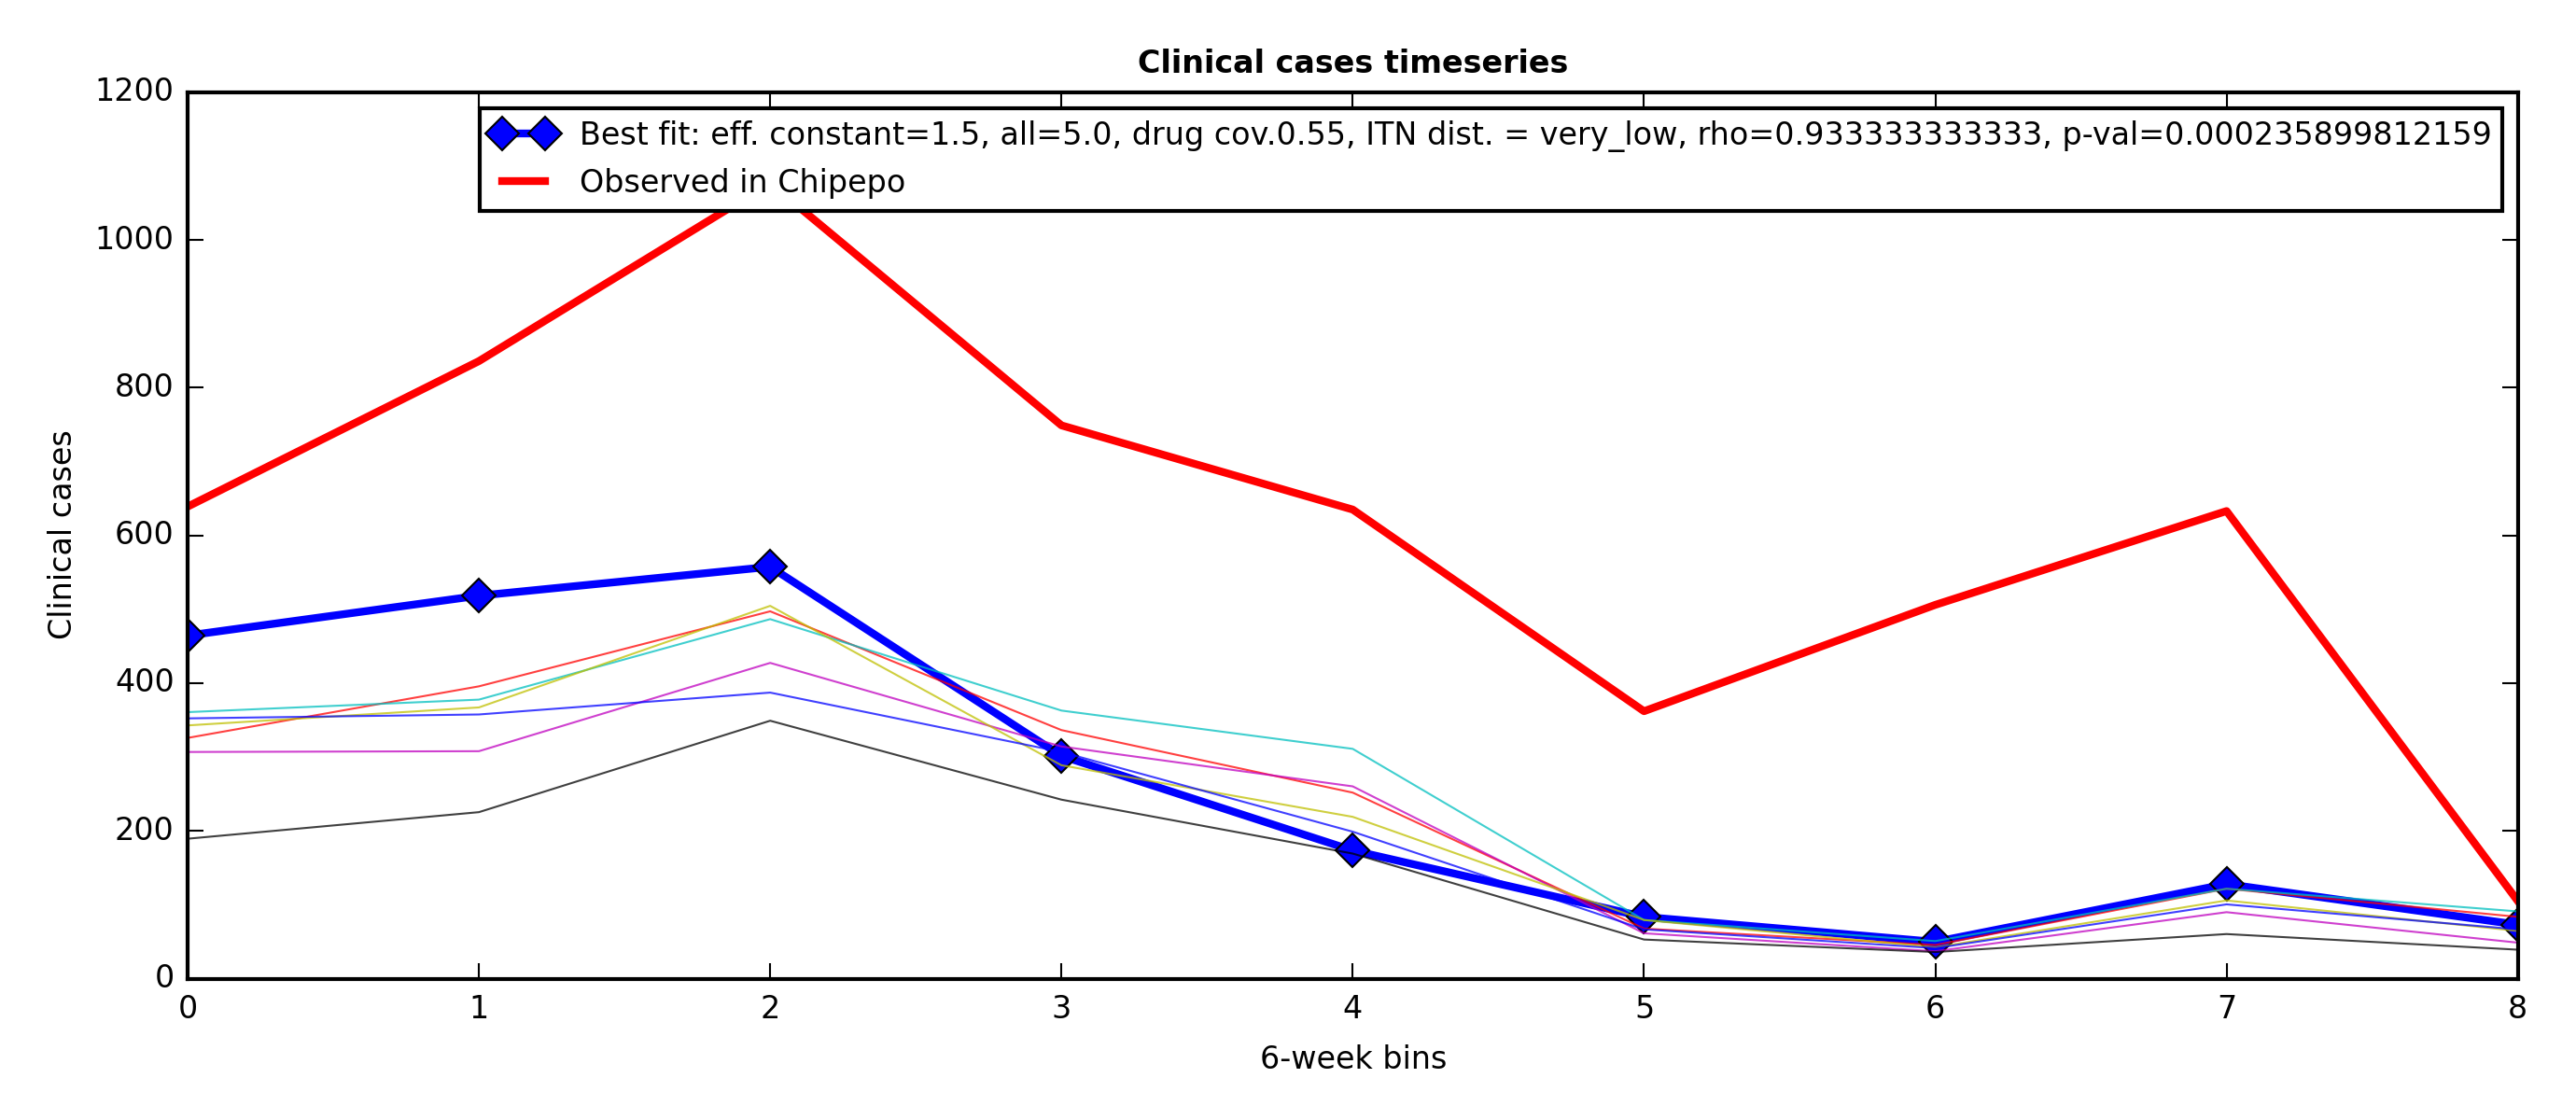 Clinical cases timeseries
Best fit: eff. constant=1.5, all=5.0, drug cov.0.55, ITN dist. = very_low, rho=0.933333333333, p-val=0.000235899812159
Observed in Chipepo
Clinical cases
1200
1000
800
600
400
200
0
0 1 2 3 4 5 6 7 8
6-week bins